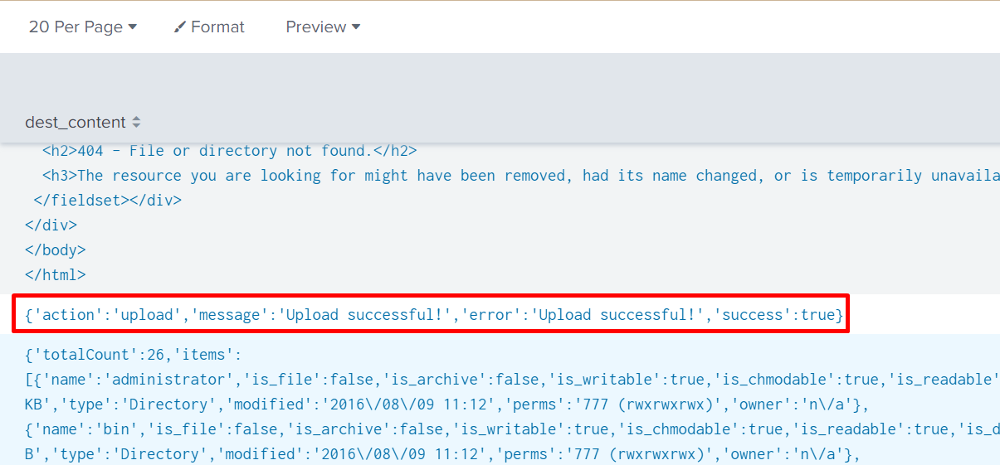 20 Per Page Format Preview
dest_content
<h2>404 - File or directory not found.</h2>
<h3>The resource you are looking for might have been removed, had its name changed, or is temporarily
</fieldset></div>
</div>
</body>
</html>
{'action':'upload','message':'Upload successful!','error':'Upload successful!','success':true}
{'totalCount':26,'items':
[{'name':'administrator','is_file':false,'is_archive':false,'is_writable':true,'is_chmodable':true,'is_readable'
KB','type':'Directory','modified':'2016\/08\/09 11:12','perms':'777 (rwxrwxrwx)','owner':'n\/a'},
{'name':'bin','is_file':false,'is_archive':false,'is_writable':true,'is_chmodable':true,'is_readable':true,'is_d
B','type':'Directory','modified':'2016\/08\/09 11:12','perms':'777 (rwxrwxrwx)','owner':'n\/a'},